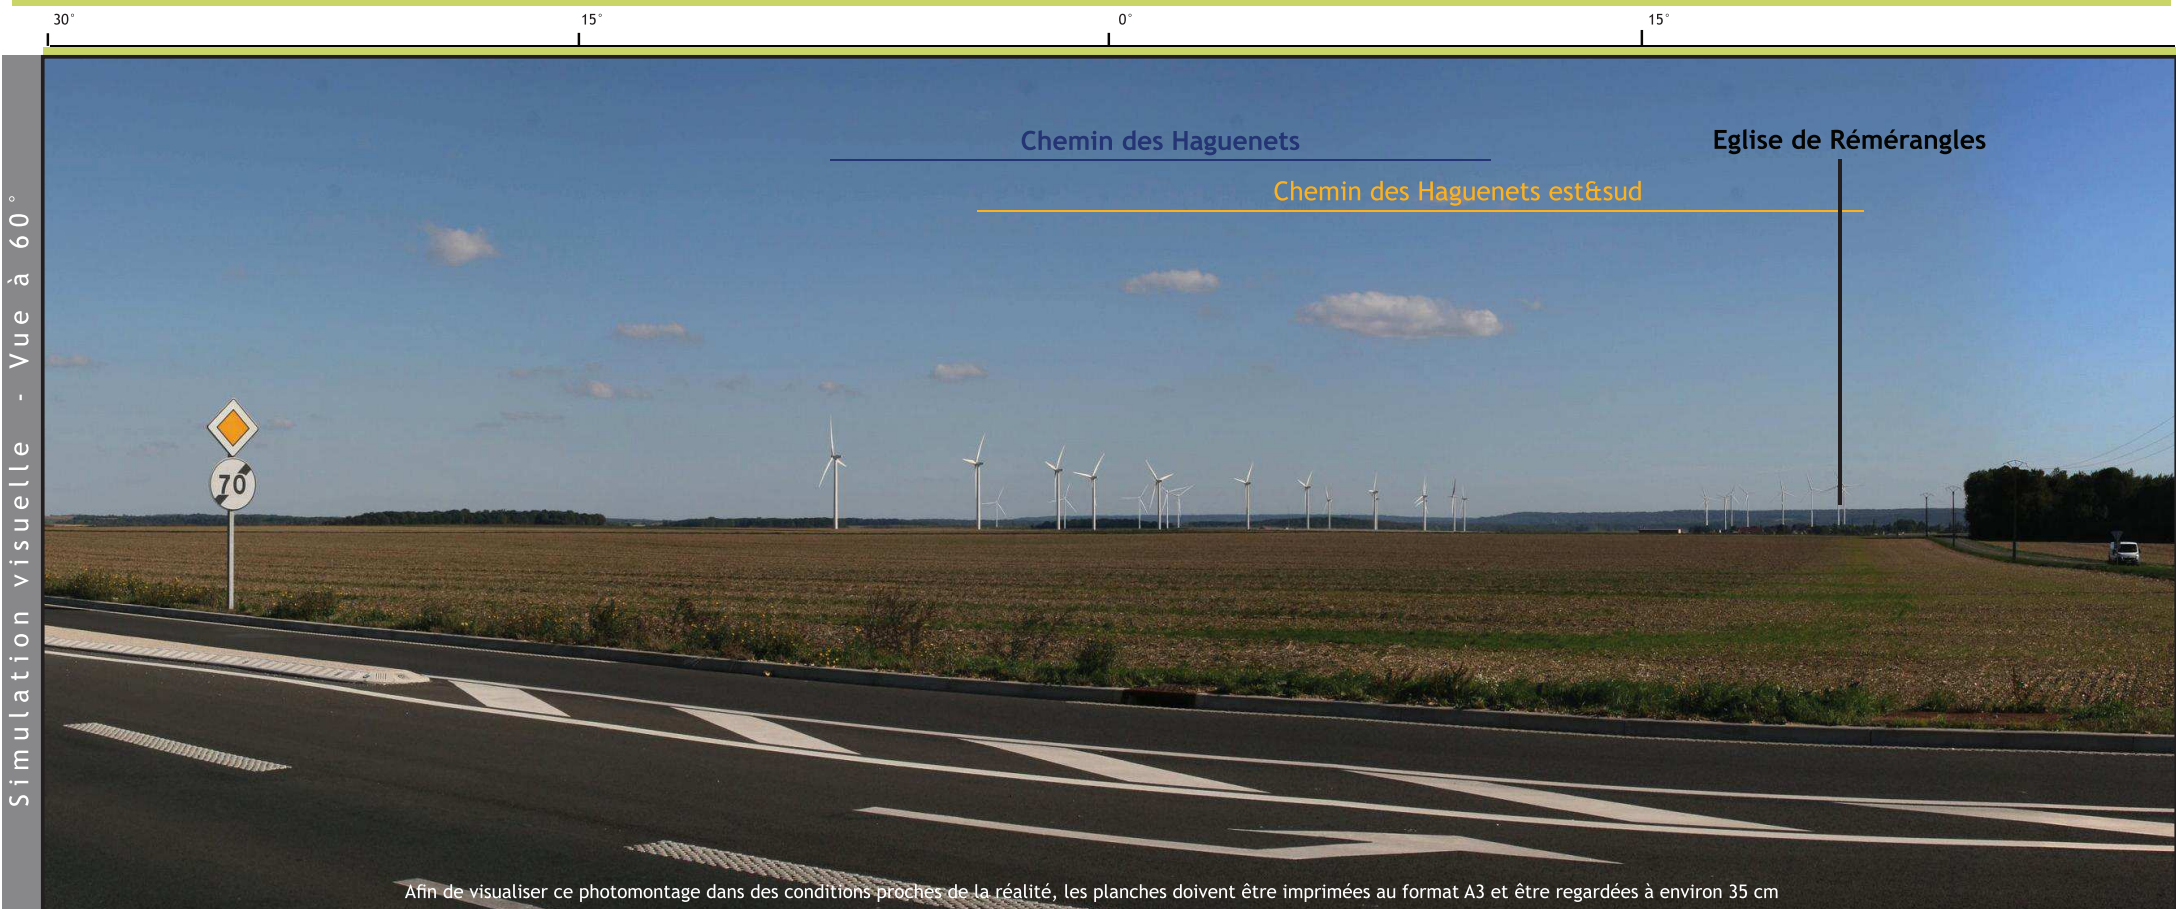 30°
15°
0°
15°
Simulation visuelle - Vue à 60°
Chemin des Haguenets
Eglise de Rémérangles
Chemin des Haguenets est&sud
70
Afin de visualiser ce photomontage dans des conditions proches de la réalité, les planches doivent être imprimées au format A3 et être regardées à environ 35 cm